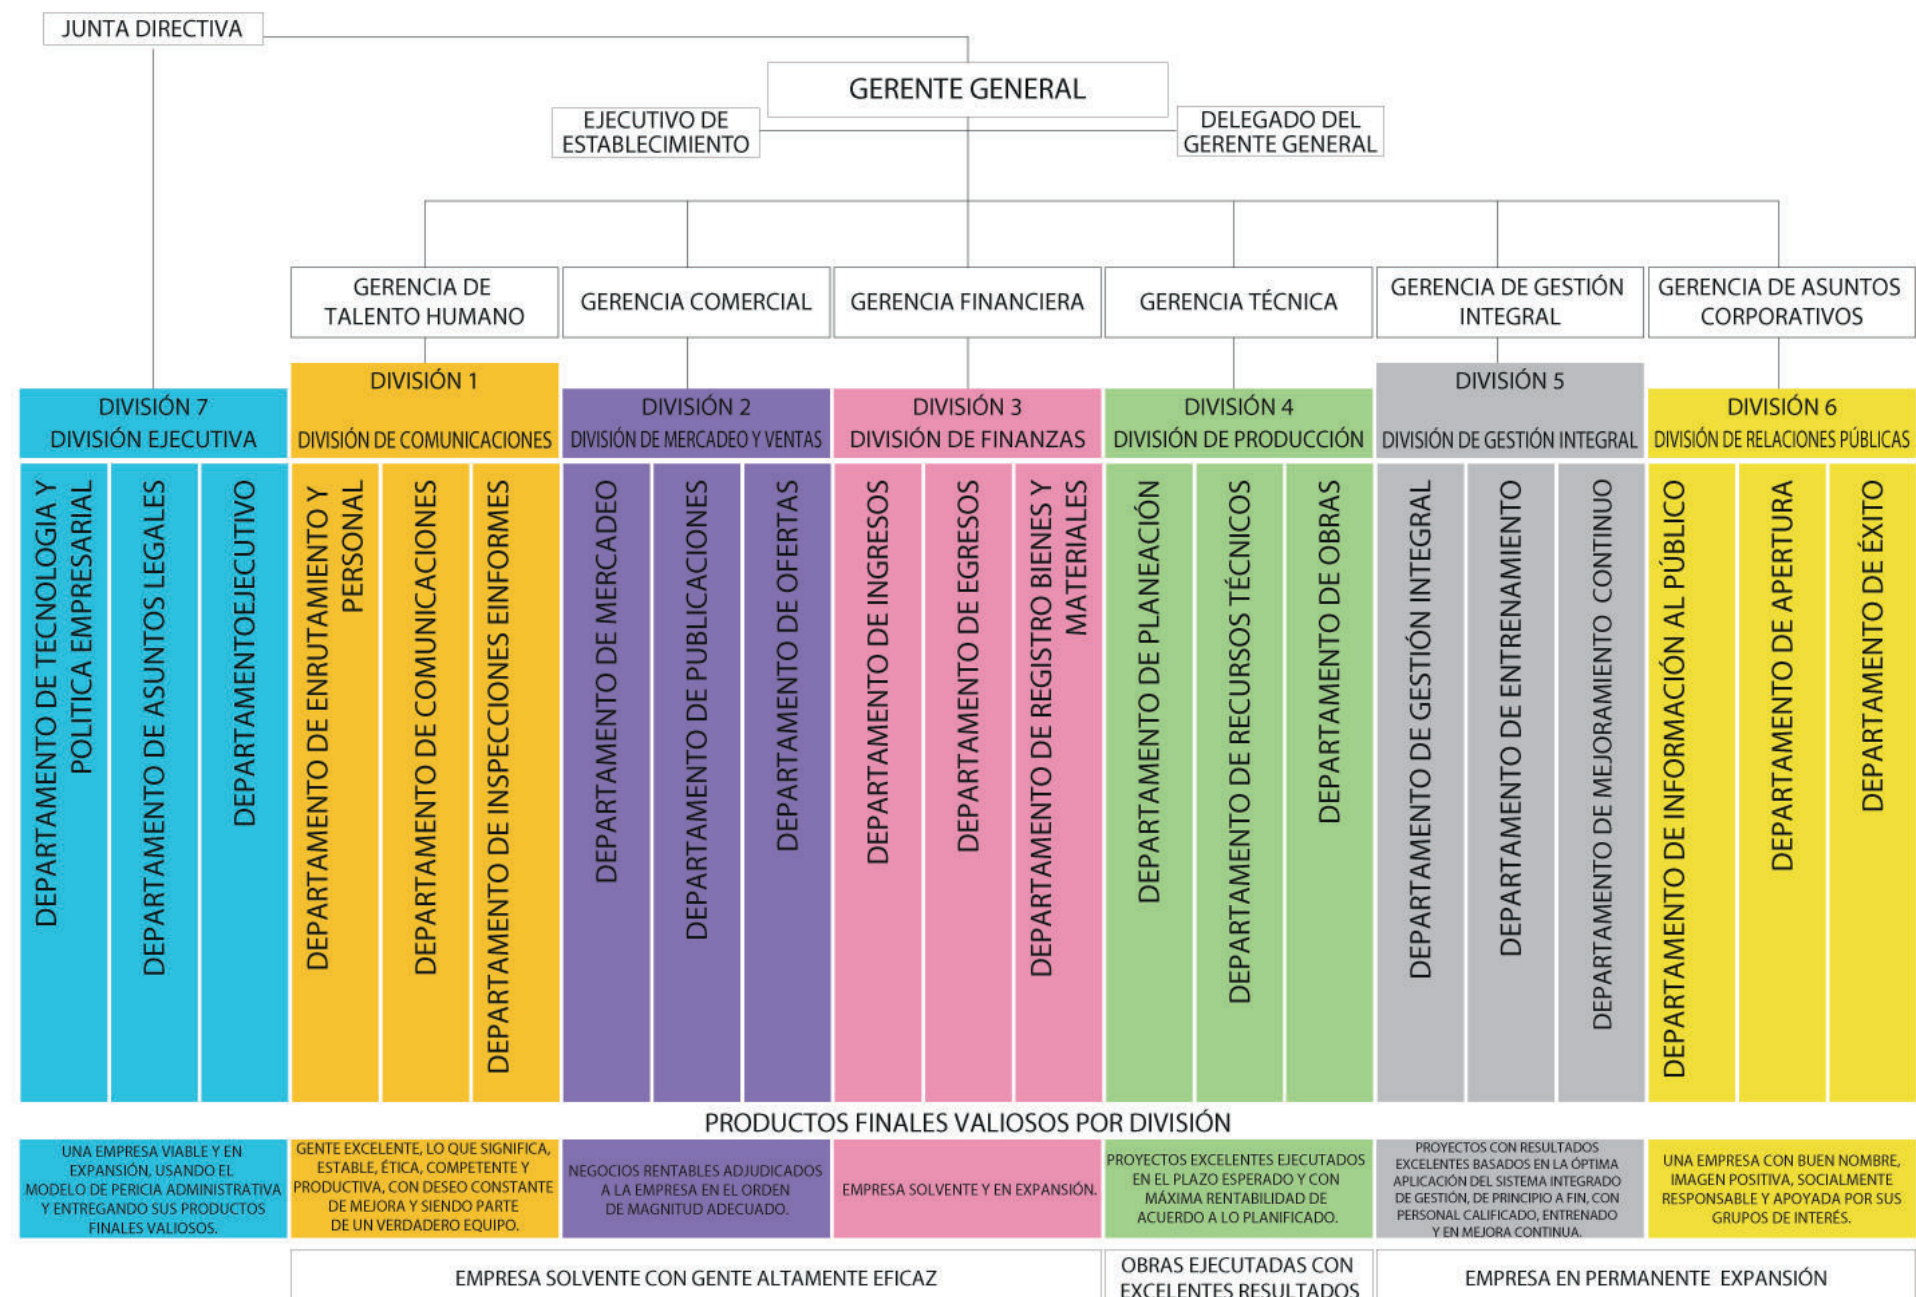 JUNTA DIRECTIVA
GERENTE GENERAL
EJECUTIVO DE
ESTABLECIMIENTO
DELEGADO DEL
GERENTE GENERAL
GERENCIA DE
TALENTO HUMANO
GERENCIA COMERCIAL
GERENCIA FINANCIERA
GERENCIA TÉCNICA
GERENCIA DE GESTIÓN
INTEGRAL
GERENCIA DE ASUNTOS
CORPORATIVOS
DIVISIÓN 7
DIVISIÓN EJECUTIVA
DIVISIÓN 1
DIVISIÓN DE COMUNICACIONES
DIVISIÓN 2
DIVISIÓN DE MERCADEO Y VENTAS
DIVISIÓN 3
DIVISIÓN DE FINANZAS
DIVISIÓN 4
DIVISIÓN DE PRODUCCIÓN
DIVISIÓN 5
DIVISIÓN DE GESTIÓN INTEGRAL
DIVISIÓN 6
DIVISIÓN DE RELACIONES PÚBLICAS
DEPARTAMENTO DE TECNOLOGIA Y
POLITICA EMPRESARIAL
DEPARTAMENTO DE ASUNTOS LEGALES
DEPARTAMENTOEJECUTIVO
DEPARTAMENTO DE ENRUTAMIENTO Y
PERSONAL
DEPARTAMENTO DE COMUNICACIONES
DEPARTAMENTO DE INSPECCIONES EINFORMES
DEPARTAMENTO DE MERCADEO
DEPARTAMENTO DE PUBLICACIONES
DEPARTAMENTO DE OFERTAS
DEPARTAMENTO DE INGRESOS
DEPARTAMENTO DE EGRESOS
DEPARTAMENTO DE REGISTRO BIENES Y
MATERIALES
DEPARTAMENTO DE PLANEACIÓN
DEPARTAMENTO DE RECURSOS TÉCNICOS
DEPARTAMENTO DE OBRAS
DEPARTAMENTO DE GESTIÓN INTEGRAL
DEPARTAMENTO DE ENTRENAMIENTO
DEPARTAMENTO DE MEJORAMIENTO CONTINUO
DEPARTAMENTO DE INFORMACIÓN AL PÚBLICO
DEPARTAMENTO DE APERTURA
DEPARTAMENTO DE ÉXITO
PRODUCTOS FINALES VALIOSOS POR DIVISIÓN
UNA EMPRESA VIABLE Y EN
EXPANSIÓN, USANDO EL
MODELO DE PERICIA ADMINISTRATIVA
Y ENTREGANDO SUS PRODUCTOS
FINALES VALIOSOS.
GENTE EXCELENTE, LO QUE SIGNIFICA,
ESTABLE, ÉTICA, COMPETENTE Y
PRODUCTIVA, CON DESEO CONSTANTE
DE MEJORA Y SIENDO PARTE
DE UN VERDADERO EQUIPO.
NEGOCIOS RENTABLES ADJUDICADOS
A LA EMPRESA EN EL ORDEN
DE MAGNITUD ADECUADO.
EMPRESA SOLVENTE Y EN EXPANSIÓN.
PROYECTOS EXCELENTES EJECUTADOS
EN EL PLAZO ESPERADO Y CON
MÁXIMA RENTABILIDAD DE
ACUERDO A LO PLANIFICADO.
PROYECTOS CON RESULTADOS
EXCELENTES BASADOS EN LA ÓPTIMA
APLICACIÓN DEL SISTEMA INTEGRADO
DE GESTIÓN, DE PRINCIPIO A FIN, CON
PERSONAL CALIFICADO, ENTRENADO
Y EN MEJORA CONTINUA.
UNA EMPRESA CON BUEN NOMBRE,
IMAGEN POSITIVA, SOCIALMENTE
RESPONSABLE Y APOYADA POR SUS
GRUPOS DE INTERÉS.
EMPRESA SOLVENTE CON GENTE ALTAMENTE EFICAZ
OBRAS EJECUTADAS CON
EXCELENTES RESULTADOS
EMPRESA EN PERMANENTE EXPANSIÓN